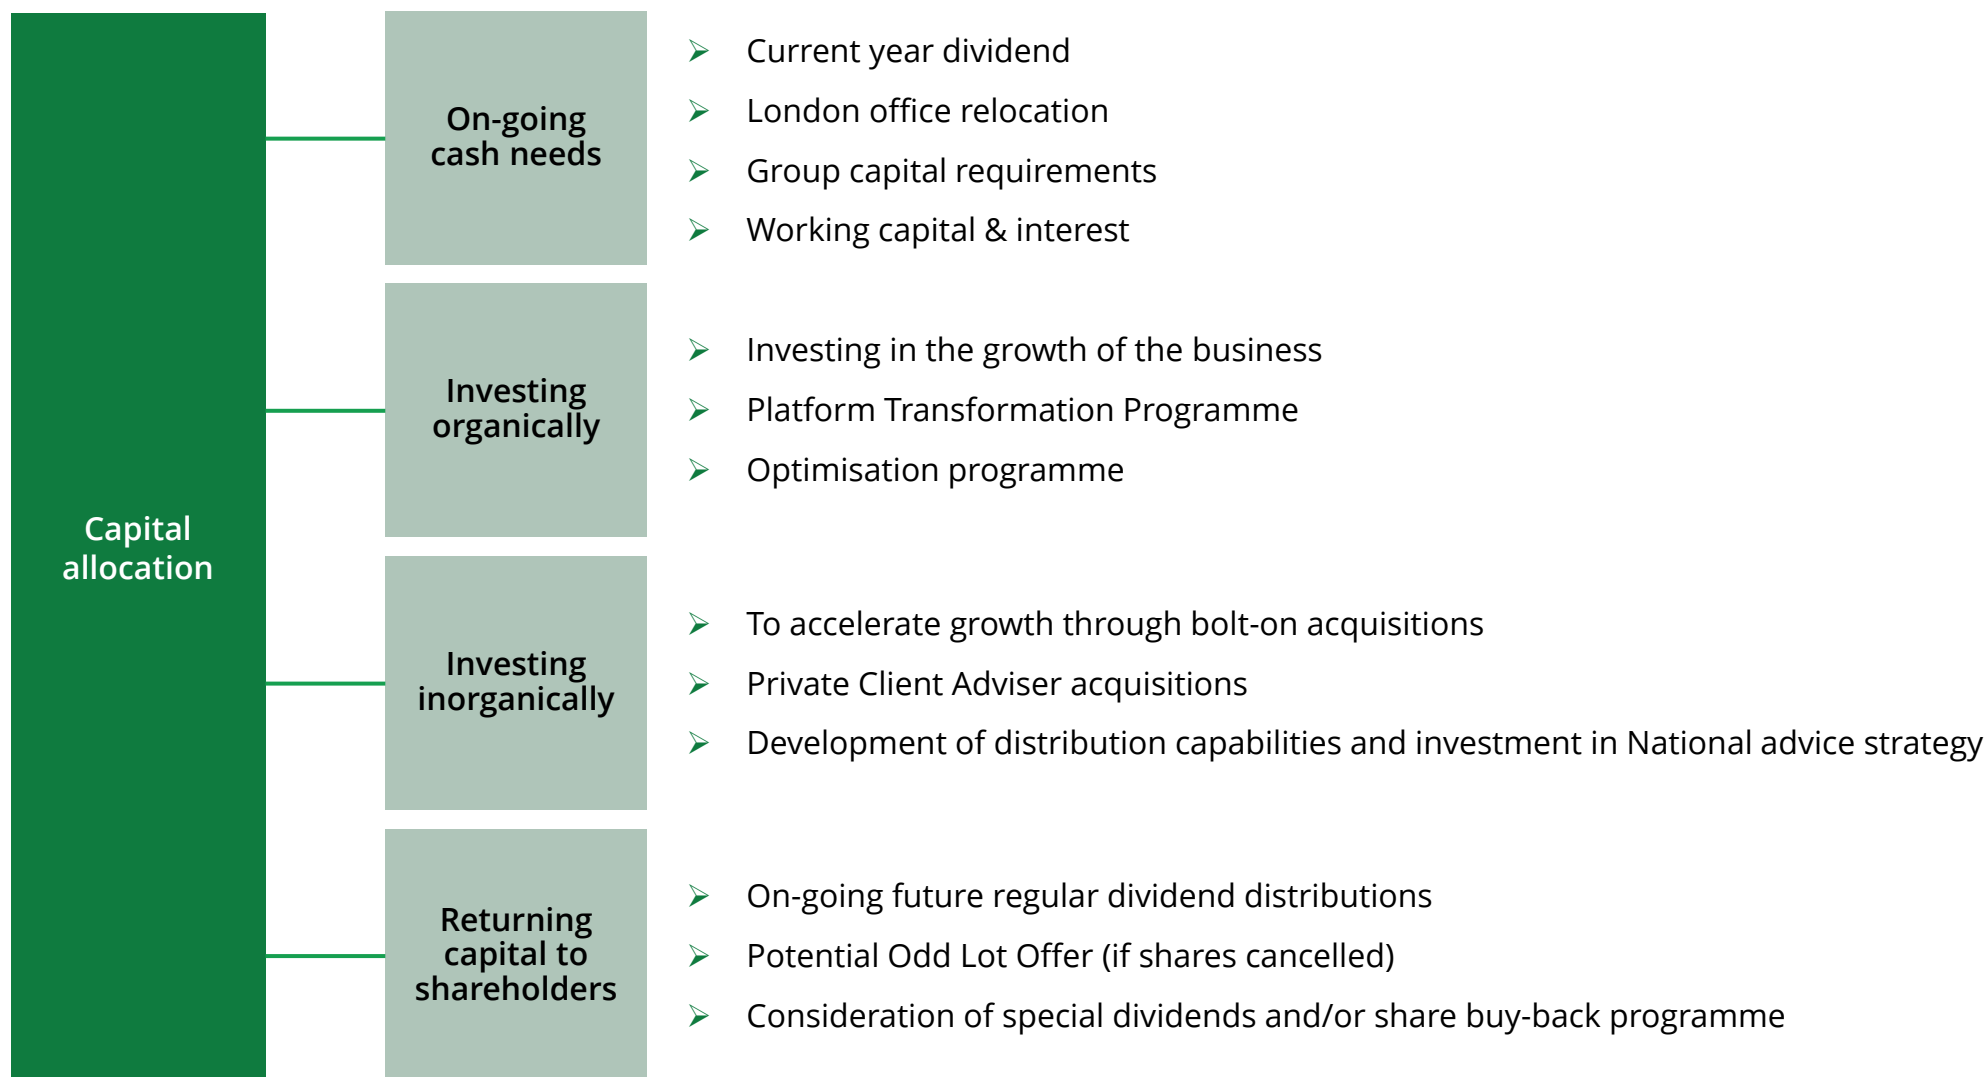 Capital
allocation
On-going
cash needs
Current year dividend
London office relocation
Group capital requirements
Working capital & interest
Investing
organically
Investing in the growth of the business
Platform Transformation Programme
Optimisation programme
Investing
inorganically
To accelerate growth through bolt-on acquisitions
Private Client Adviser acquisitions
Development of distribution capabilities and investment in National advice strategy
Returning
capital to
shareholders
On-going future regular dividend distributions
Potential Odd Lot Offer (if shares cancelled)
Consideration of special dividends and/or share buy-back programme